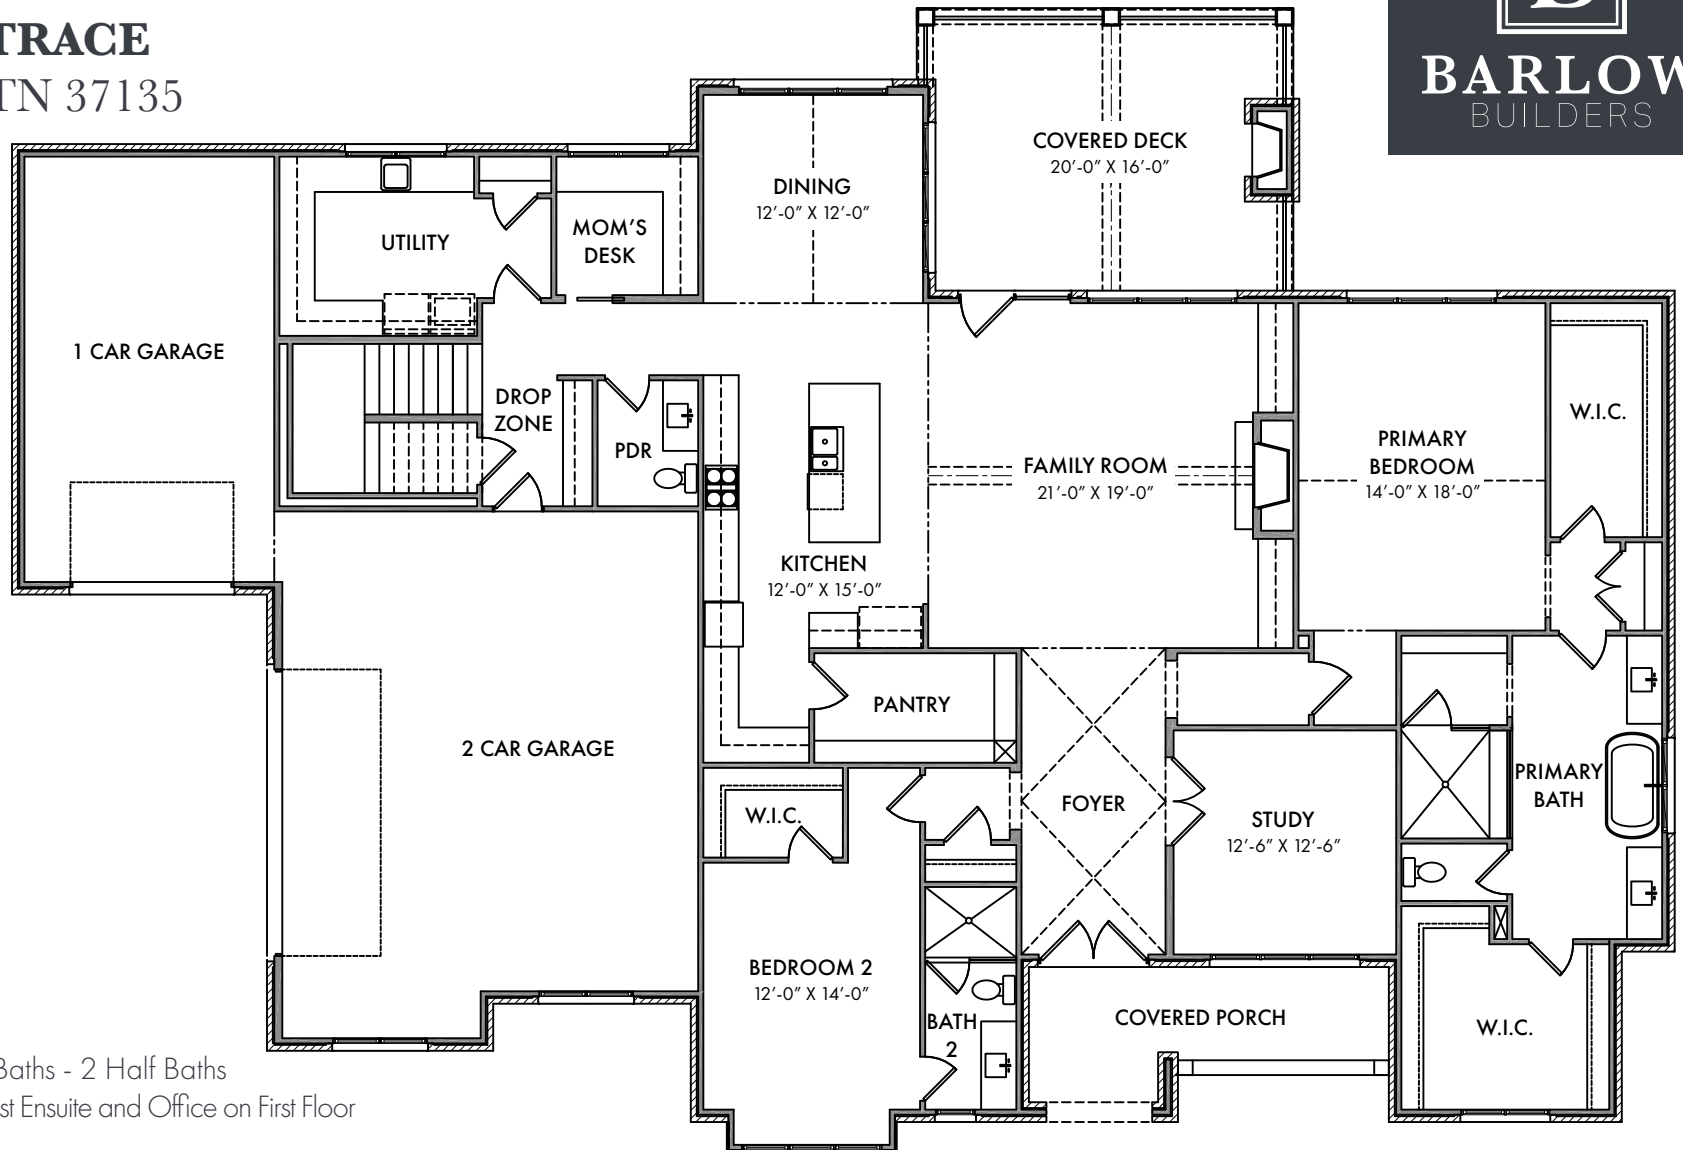 TRACE
TN 37135
BARLOW
BUILDERS
COVERED DECK
20'-0" X 16'-0"
DINING
12'-0" X 12'-0"
UTILITY
MOM'S
DESK
1 CAR GARAGE
DROP
ZONE
PDR
FAMILY ROOM
21'-0" X 19'-0"
PRIMARY
BEDROOM
14'-0" X 18'-0"
W.I.C.
KITCHEN
12'-0" X 15'-0"
PANTRY
2 CAR GARAGE
W.I.C.
FOYER
STUDY
12'-6" X 12'-6"
PRIMARY
BATH
BEDROOM 2
12'-0" X 14'-0"
BATH
2
COVERED PORCH
W.I.C.
Baths - 2 Half Baths
st Ensuite and Office on First Floor